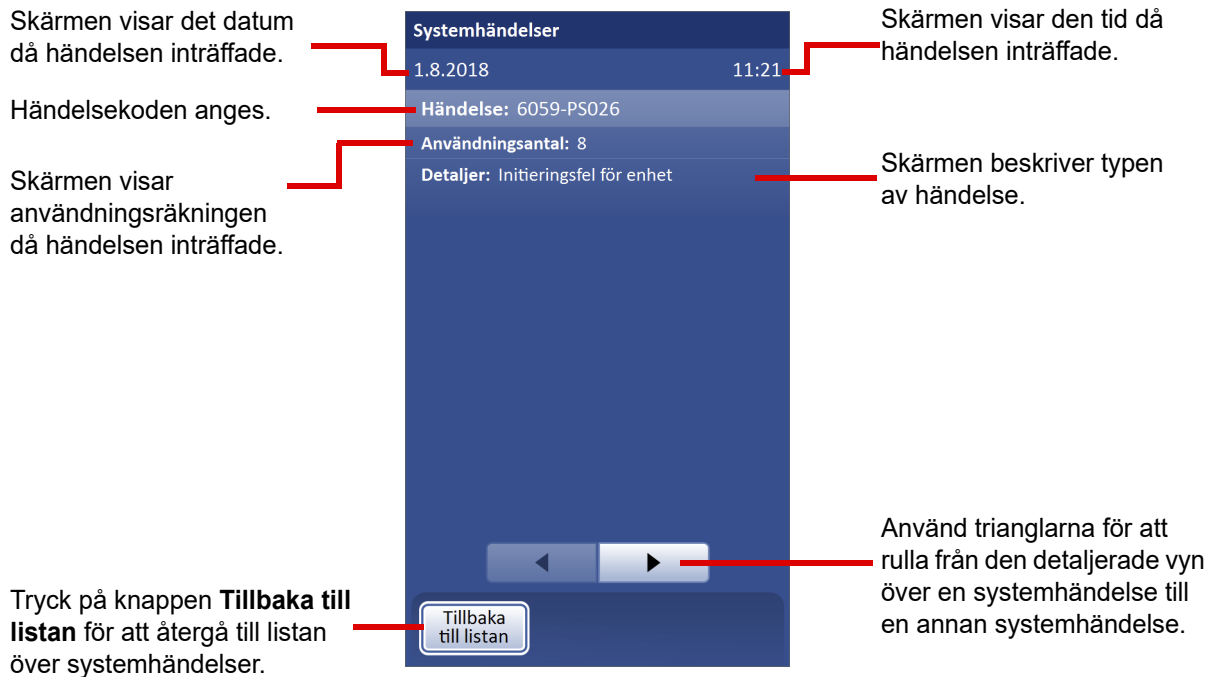 Skärmen visar det datum
då händelsen inträffade.
Händelsekoden anges.
Skärmen visar
användningsräkningen
då händelsen inträffade.
Tryck på knappen Tillbaka till
listan för att återgå till listan
över systemhändelser.
Systemhändelser
1.8.2018 11:21
Händelse: 6059-PS026
Användningsantal: 8
Detaljer: Initieringsfel för enhet
Tillbaka
till listan
Skärmen visar den tid då
händelsen inträffade.
Skärmen beskriver typen
av händelse.
Använd trianglarna för att
rulla från den detaljerade vyn
över en systemhändelse till
en annan systemhändelse.